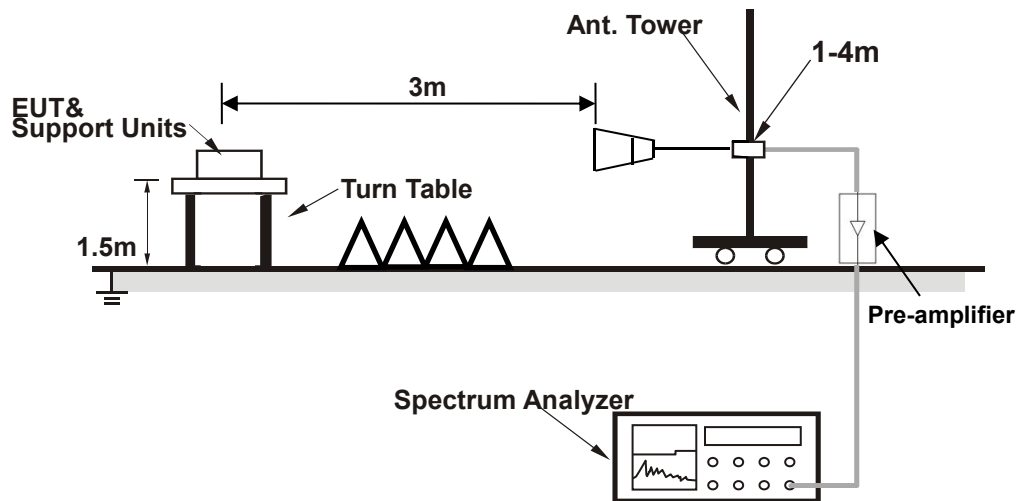 Ant. Tower
1-4m
3m
EUT&
Support Units
Turn Table
1.5m
Pre-amplifier
Spectrum Analyzer